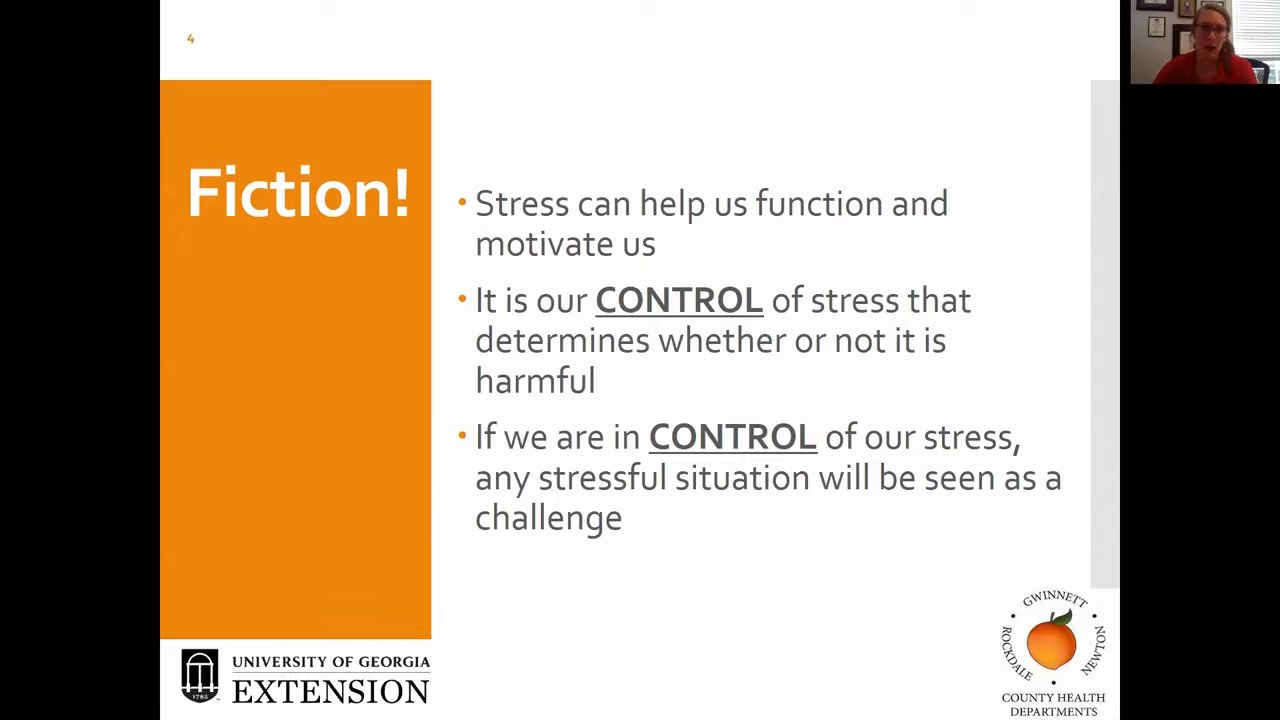 4
Fiction!
• Stress can help us function and
motivate us
• It is our CONTROL of stress that
determines whether or not it is
harmful
• If we are in CONTROL of our stress,
any stressful situation will be seen as a
challenge
1785
UNIVERSITY OF GEORGIA
EXTENSION
GWINNETT
ROCKDALE
NEWTON
COUNTY HEALTH
DEPARTMENTS